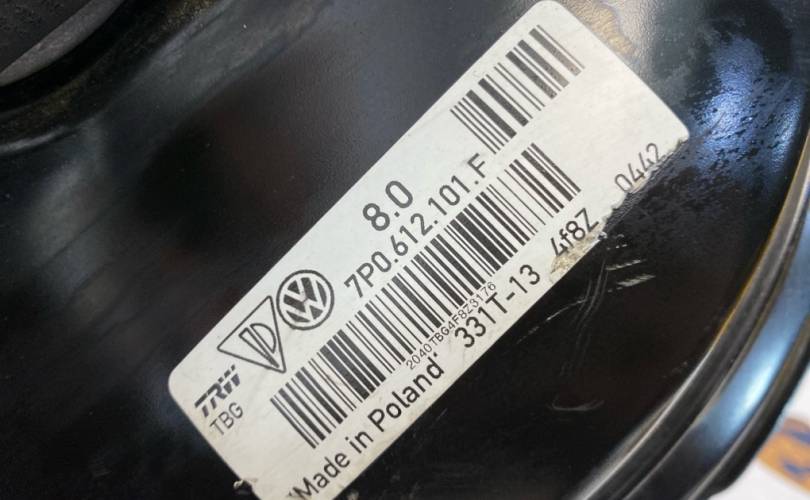 8.0
7P0.612.101.F
TRW
TBG
2040TBG4F8Z3176
Made in Poland 331T-13 4f8Z 0442